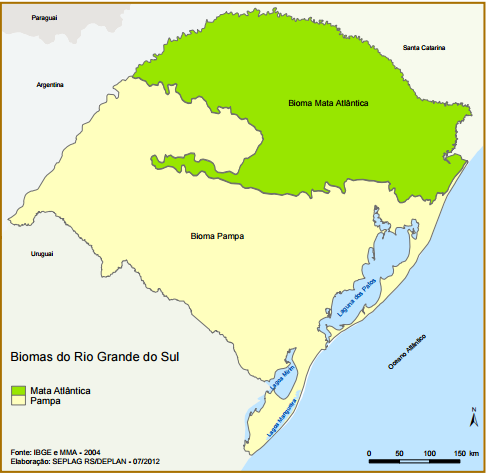 Paraguai
Santa Catarina
Argentina
Bioma Mata Atlântica
Bioma Pampa
Uruguai
Laguna dos Patos
Oceano Atlântico
Lagoa Mirim
Lagoa Mangueira
Biomas do Rio Grande do Sul
Mata Atlântica
Pampa
N
Fonte: IBGE e MMA - 2004
Elaboração: SEPLAG RS/DEPLAN - 07/2012
0 50 100 150 km